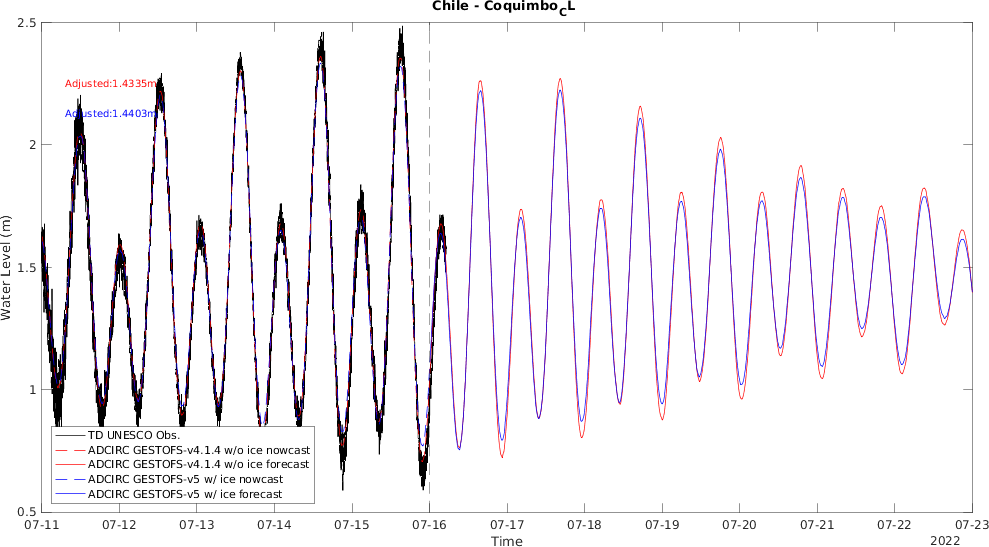 Chile - Coquimbo_CL
2.5
Adjusted:1.4335m
Adjusted:1.4403m
2
1.5
1
0.5
Water Level (m)
TD UNESCO Obs.
ADCIRC GESTOFS-v4.1.4 w/o ice nowcast
ADCIRC GESTOFS-v4.1.4 w/o ice forecast
ADCIRC GESTOFS-v5 w/ ice nowcast
ADCIRC GESTOFS-v5 w/ ice forecast
07-11 07-12 07-13 07-14 07-15 07-16 07-17 07-18 07-19 07-20 07-21 07-22 07-23
Time
2022